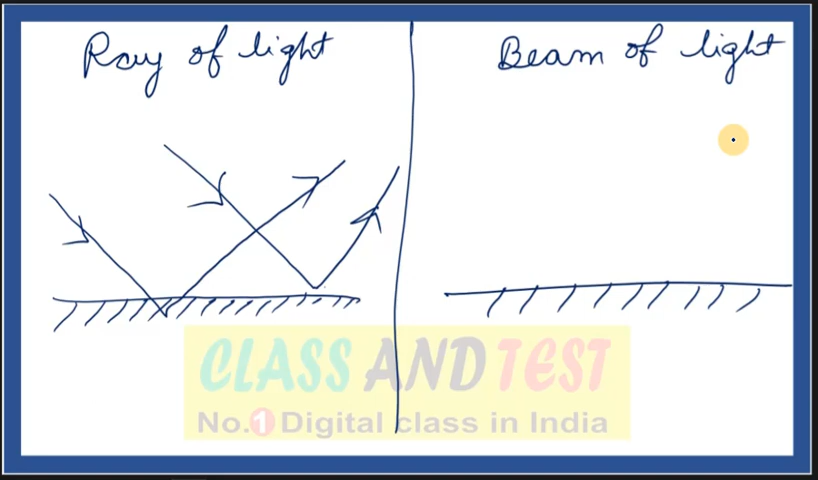 Ray of light
Beam of light
CLASS AND TEST
No.1 Digital class in India